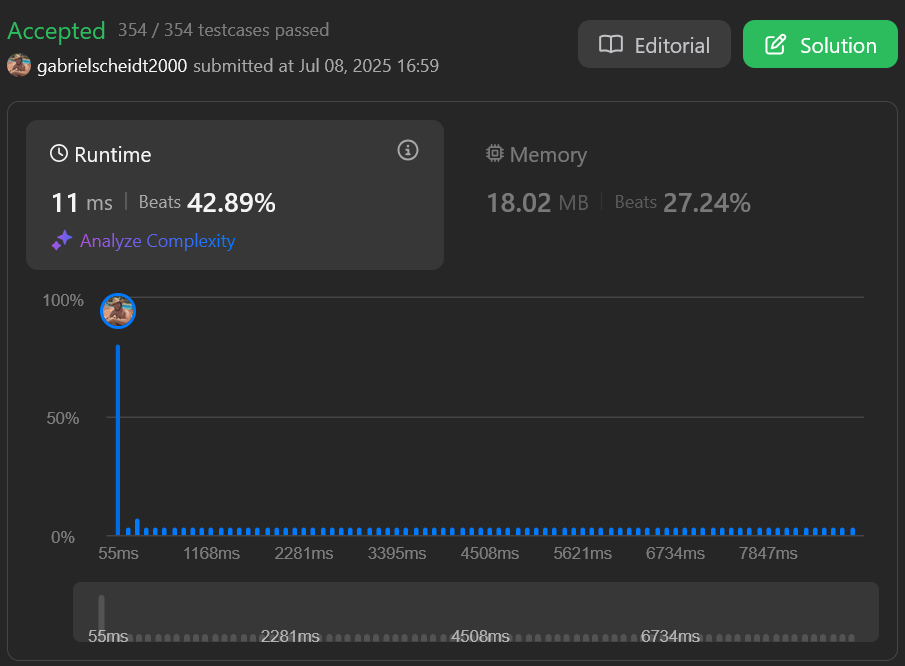 Accepted 354 / 354 testcases passed
Editorial Solution
gabrielscheidt2000 submitted at Jul 08, 2025 16:59
Runtime Memory
11 ms Beats 42.89% 18.02 MB Beats 27.24%
Analyze Complexity
100%
50%
0%
55ms 1168ms 2281ms 3395ms 4508ms 5621ms 6734ms 7847ms
55ms 2281ms 4508ms 6734ms